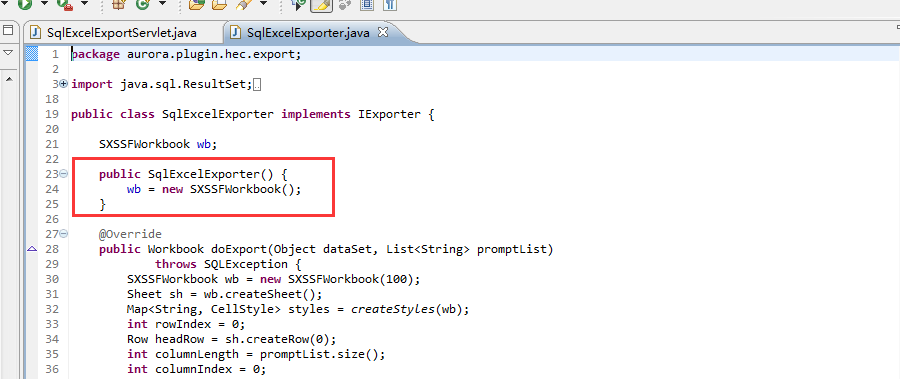 SqlExcelExportServlet.java SqlExcelExporter.java
1 package aurora.plugin.hec.export;
2
3 import java.sql.ResultSet;
18
19 public class SqlExcelExporter implements IExporter {
20
21 SXSSFWorkbook wb;
22
23 public SqlExcelExporter() {
24 wb = new SXSSFWorkbook();
25 }
26
27 @Override
28 public Workbook doExport(Object dataSet, List<String> promptList)
29 throws SQLException {
30 SXSSFWorkbook wb = new SXSSFWorkbook(100);
31 Sheet sh = wb.createSheet();
32 Map<String, CellStyle> styles = createStyles(wb);
33 int rowIndex = 0;
34 Row headRow = sh.createRow(0);
35 int columnLength = promptList.size();
36 int columnIndex = 0;